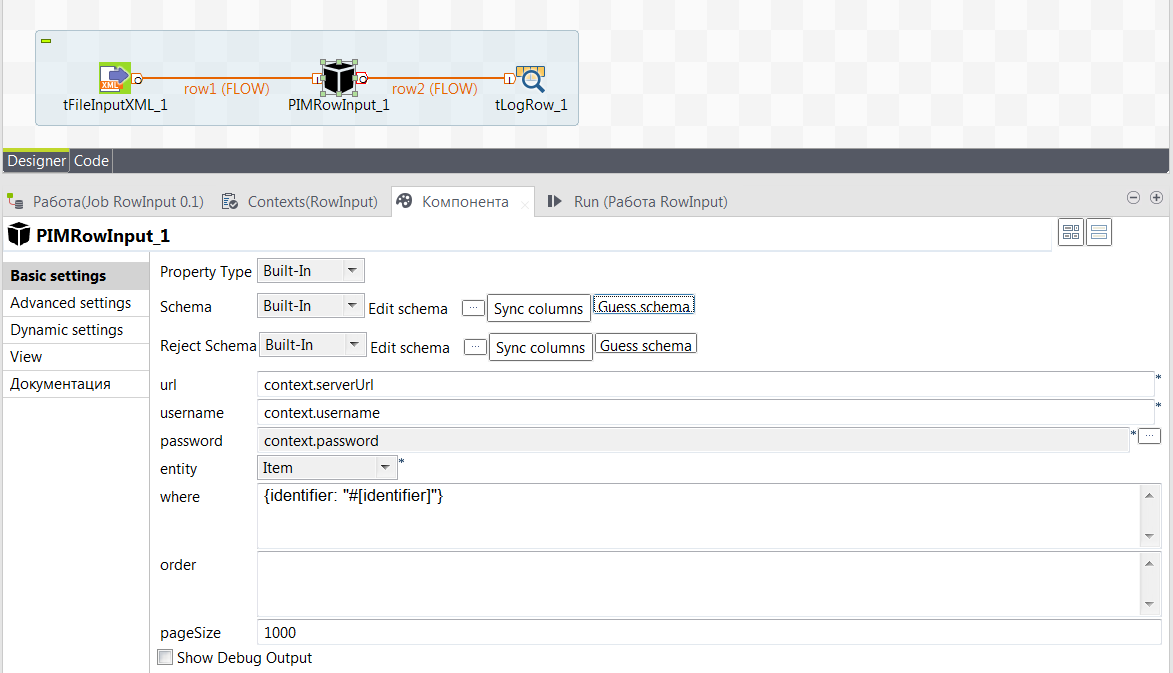 XML
row1 (FLOW)
row2 (FLOW)
tFileInputXML_1
PIMRowInput_1
tLogRow_1
Designer
Code
Работа(Job RowInput 0.1)
Contexts(RowInput)
Компонента
Run (Работа RowInput)
PIMRowInput_1
Basic settings
Advanced settings
Dynamic settings
View
Документация
Property Type Built-In
Schema Built-In Edit schema ... Sync columns Guess schema
Reject Schema Built-In Edit schema ... Sync columns Guess schema
url context.serverUrl *
username context.username *
password context.password * ...
entity Item *
where {identifier: "#[identifier]"}
order
pageSize 1000
Show Debug Output